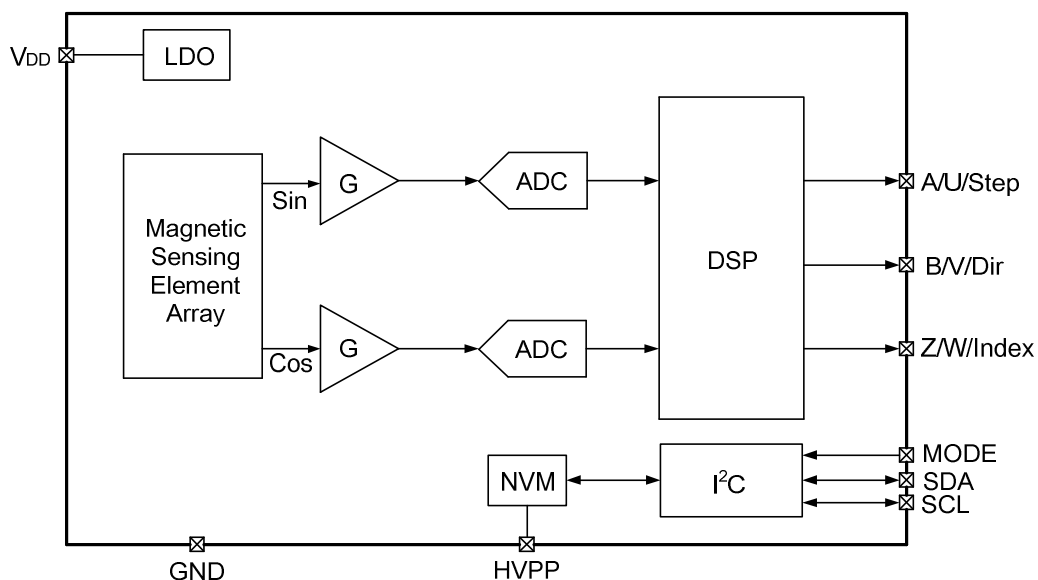 VDD
LDO
Magnetic
Sensing
Element
Array
Sin
G
ADC
Cos
G
ADC
DSP
A/U/Step
B/V/Dir
Z/W/Index
NVM
I²C
MODE
SDA
SCL
GND
HVPP